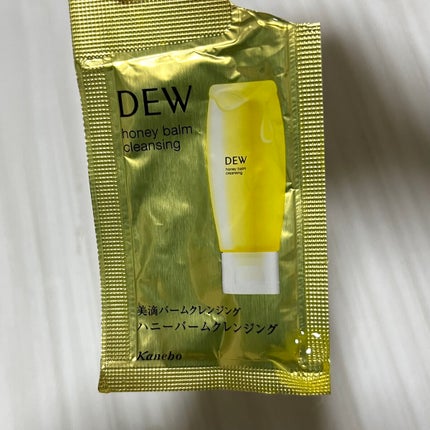 DEW
honey balm
cleansing
DEW
honey balm
cleansing
美滴バームクレンジング
ハニーバームクレンジング
Kanebo